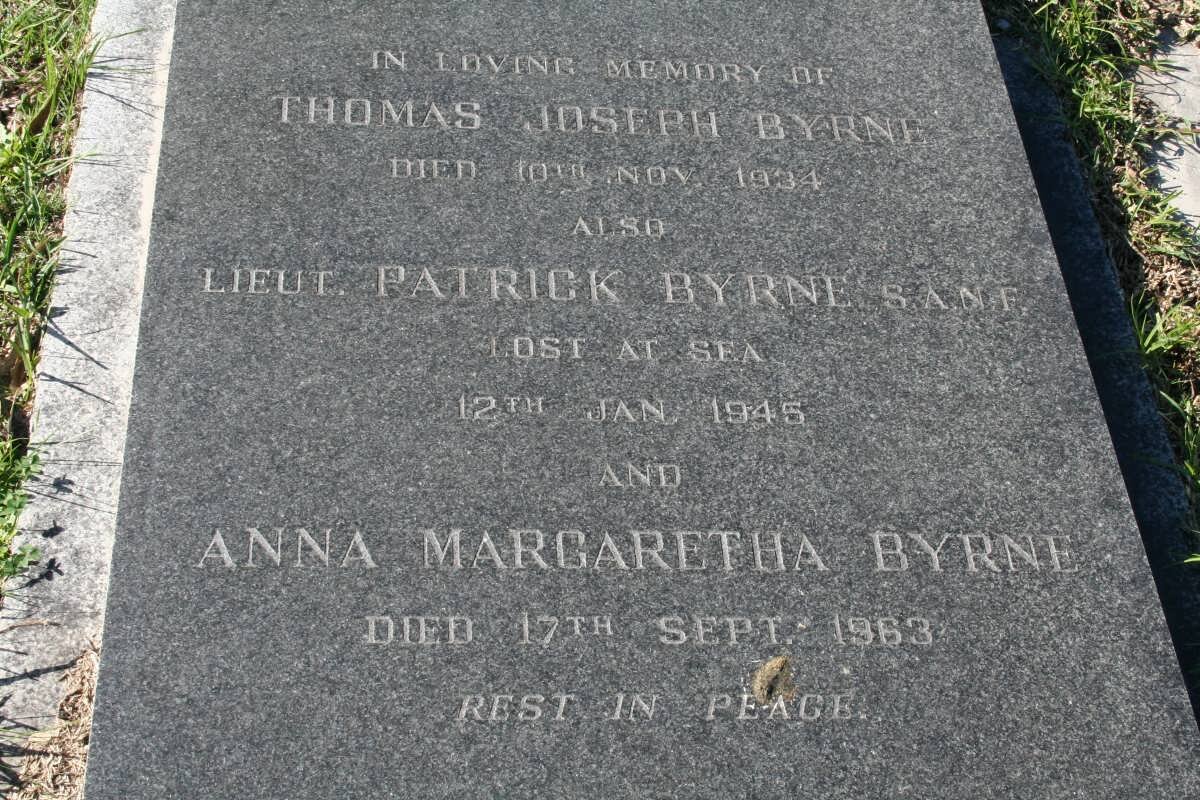 IN LOVING MEMORY OF
THOMAS JOSEPH BYRNE
DIED 10TH NOV. 1934
ALSO
LIEUT. PATRICK BYRNE S.A.N.F.
LOST AT SEA
12TH JAN. 1945
AND
ANNA MARGARETHA BYRNE
DIED 17TH SEPT. 1963
REST IN PEACE.